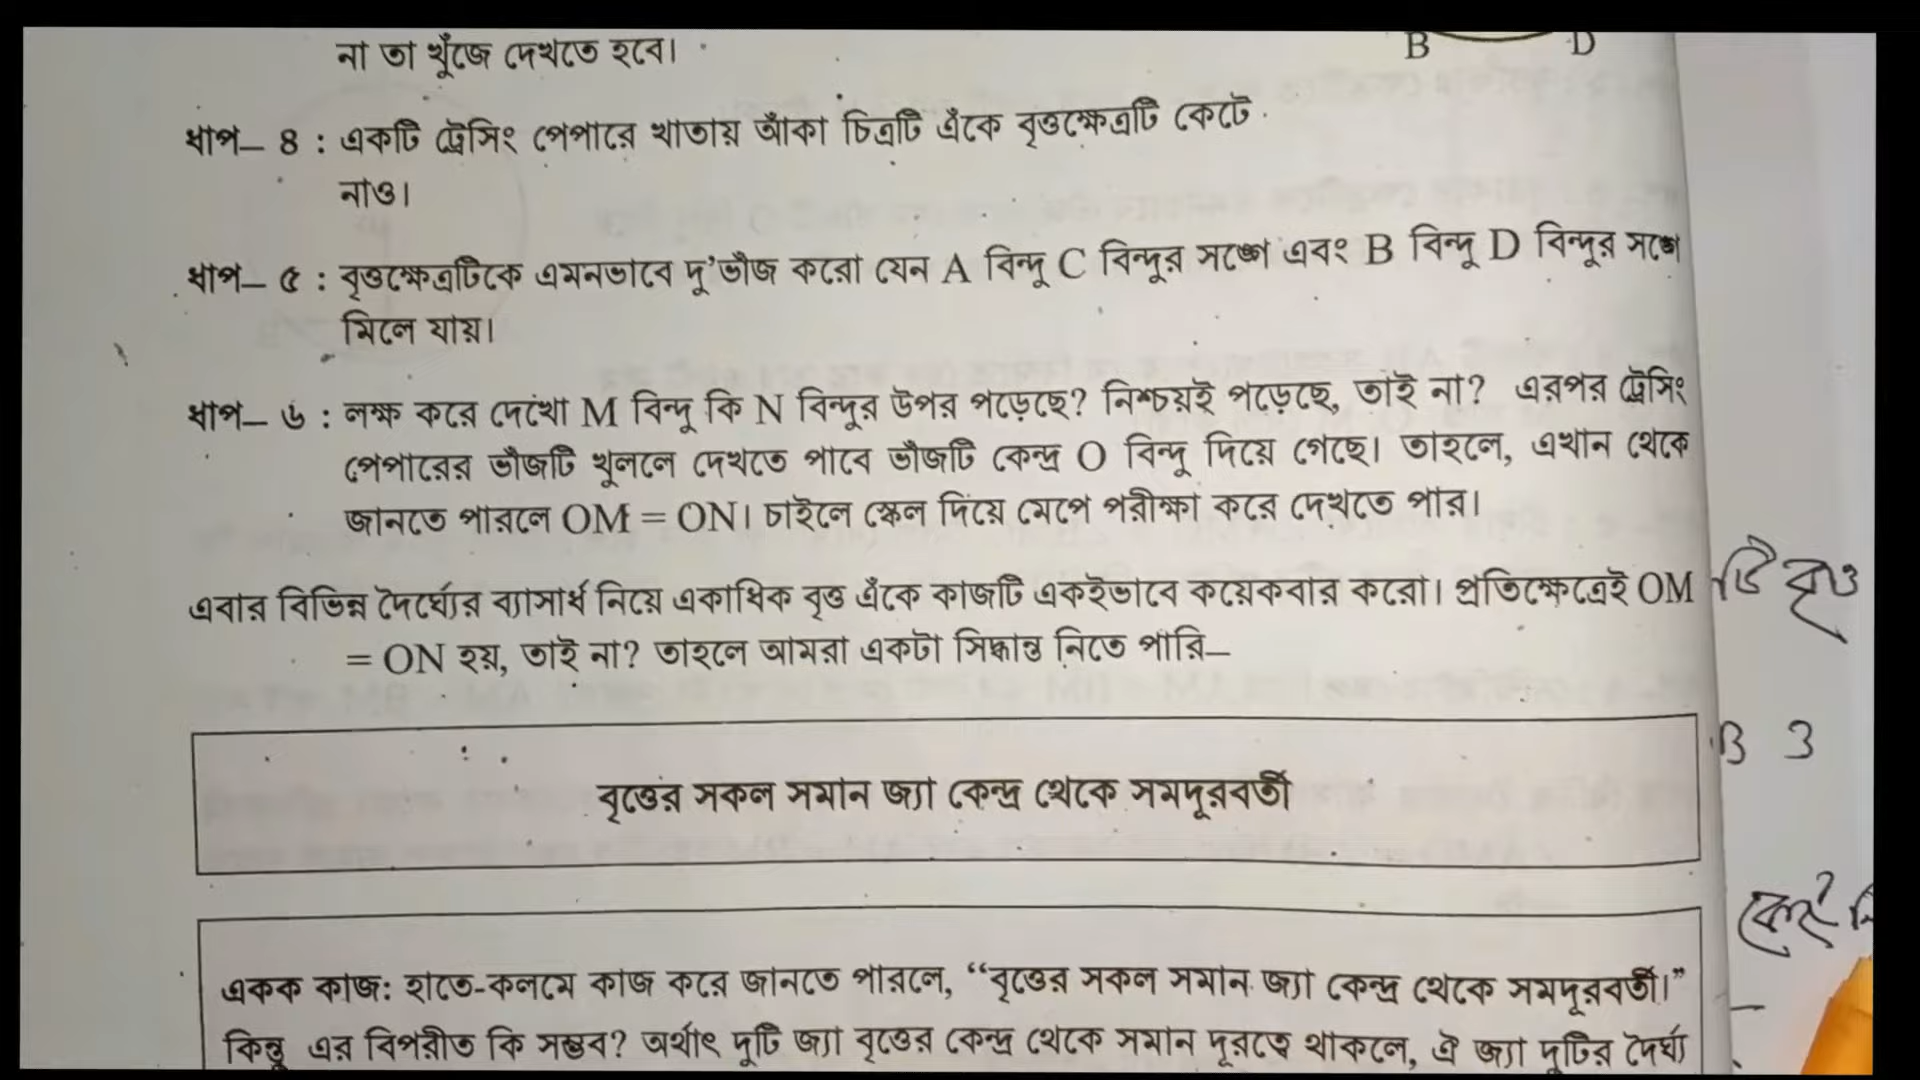 না তা খুঁজে দেখতে হবে।
B D
ধাপ– 8 : একটি ট্রেসিং পেপারে খাতায় আঁকা চিত্রটি এঁকে বৃত্তক্ষেত্রটি কেটে
নাও।
ধাপ– ৫ : বৃত্তক্ষেত্রটিকে এমনভাবে দু’ভাঁজ করো যেন A বিন্দু C বিন্দুর সঙ্গে এবং B বিন্দু D বিন্দুর সঙ্গে
মিলে যায়।
ধাপ– ৬ : লক্ষ করে দেখো M বিন্দু কি N বিন্দুর উপর পড়েছে? নিশ্চয়ই পড়েছে, তাই না? এরপর ট্রেসিং
পেপারের ভাঁজটি খুললে দেখতে পাবে ভাঁজটি কেন্দ্র O বিন্দু দিয়ে গেছে। তাহলে, এখান থেকে
জানতে পারলে OM = ON। চাইলে স্কেল দিয়ে মেপে পরীক্ষা করে দেখতে পার।
এবার বিভিন্ন দৈর্ঘ্যের ব্যাসার্ধ নিয়ে একাধিক বৃত্ত এঁকে কাজটি একইভাবে কয়েকবার করো। প্রতিক্ষেত্রেই OM
= ON হয়, তাই না? তাহলে আমরা একটা সিদ্ধান্ত নিতে পারি–
টি বৃত্ত
B 3
বৃত্তের সকল সমান জ্যা কেন্দ্র থেকে সমদূরবর্তী
একক কাজ: হাতে-কলমে কাজ করে জানতে পারলে, “বৃত্তের সকল সমান জ্যা কেন্দ্র থেকে সমদূরবর্তী।”
কিন্তু এর বিপরীত কি সম্ভব? অর্থাৎ দুটি জ্যা বৃত্তের কেন্দ্র থেকে সমান দূরত্বে থাকলে, ঐ জ্যা দুটির দৈর্ঘ্য